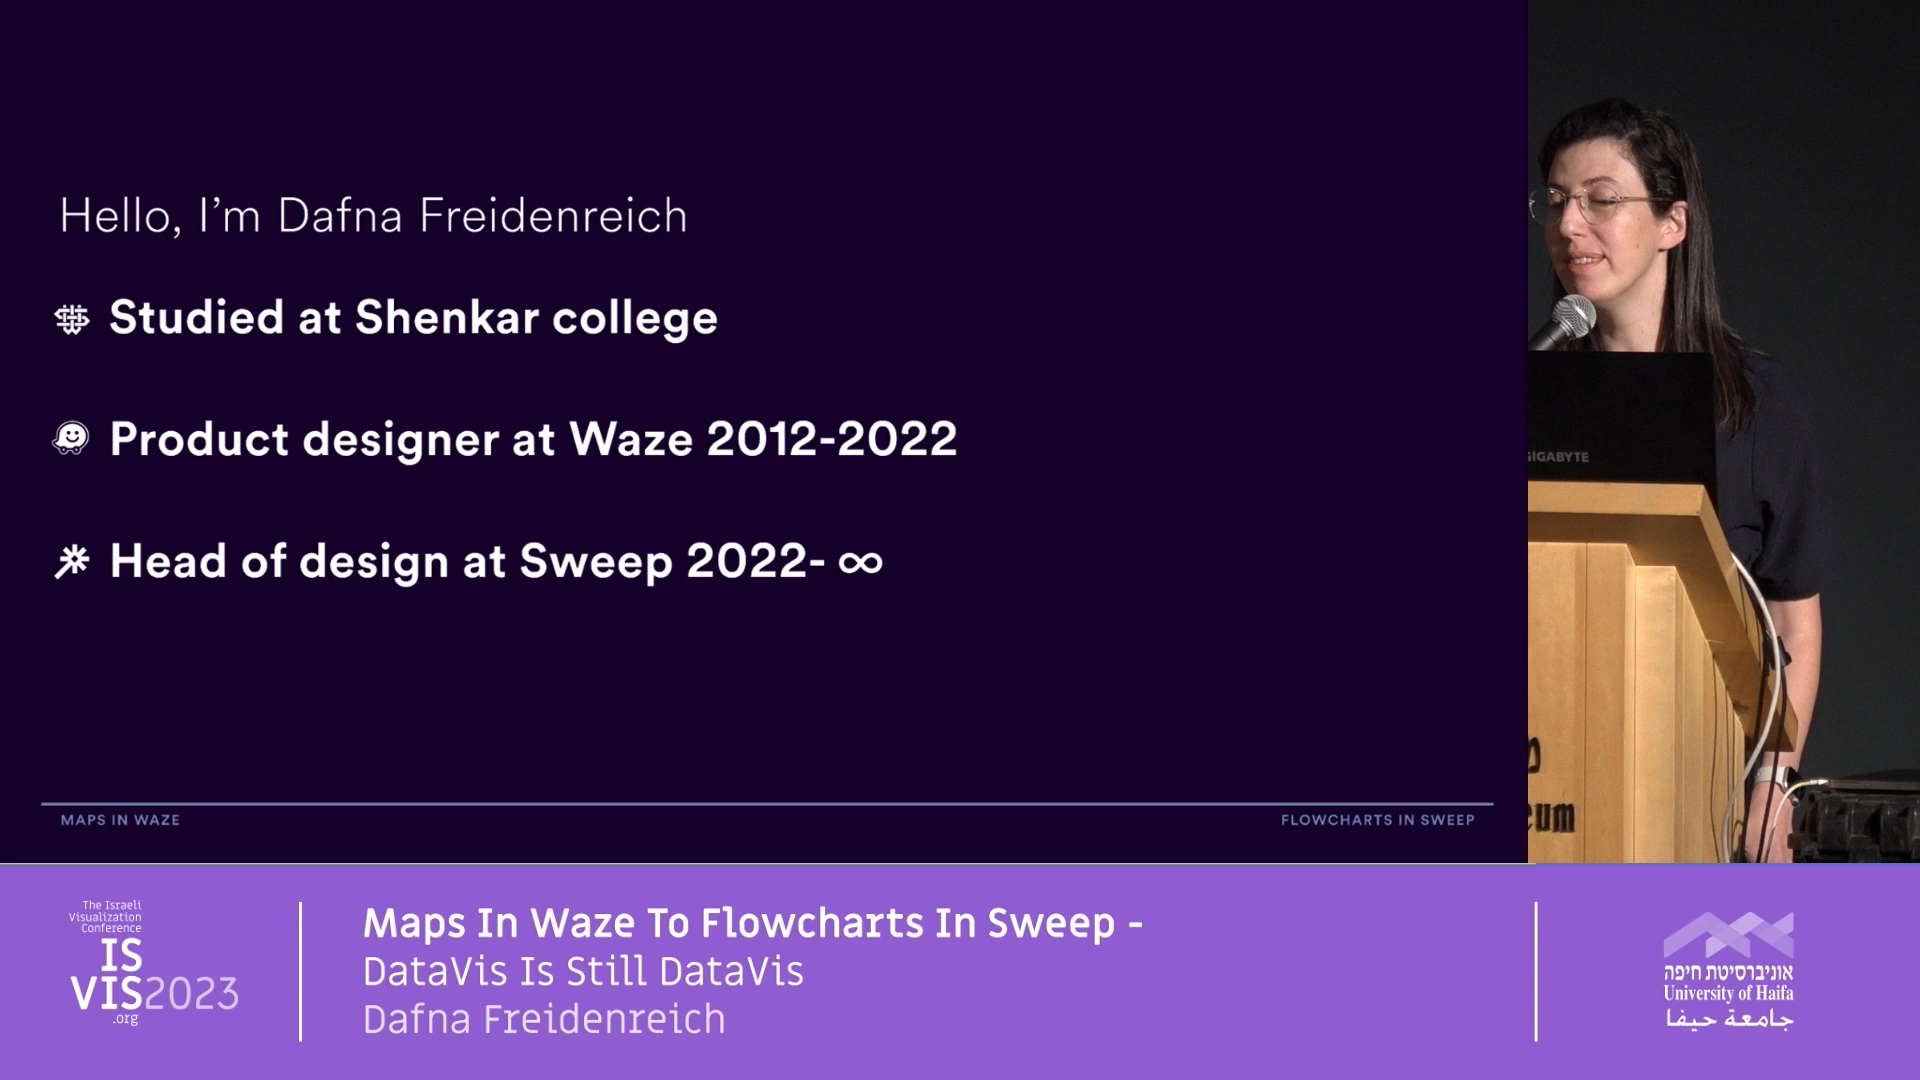 Hello, I’m Dafna Freidenreich
Studied at Shenkar college
Product designer at Waze 2012-2022
Head of design at Sweep 2022- ∞
MAPS IN WAZE
FLOWCHARTS IN SWEEP
GIGABYTE
The Israeli
Visualization
Conference
IS
VIS2023
.org
Maps In Waze To Flowcharts In Sweep -
DataVis Is Still DataVis
Dafna Freidenreich
אוניברסיטת חיפה
University of Haifa
جامعة حيفا